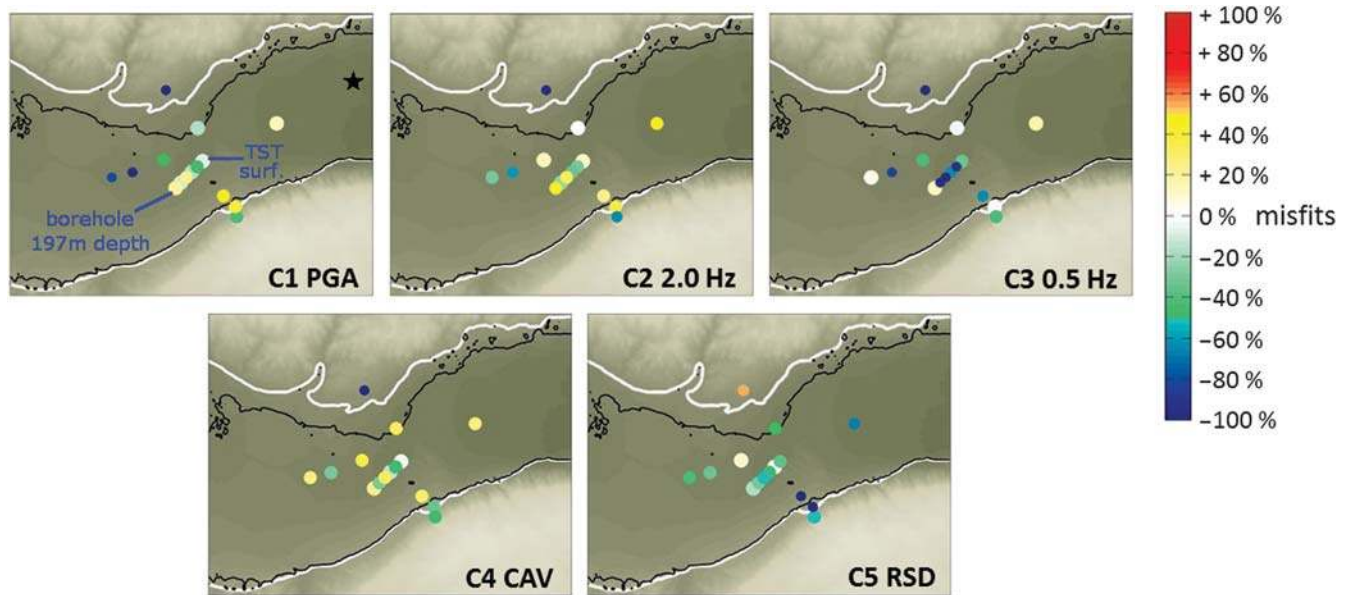 TST
surf.
borehole
197m depth
C1 PGA
C2 2.0 Hz
C3 0.5 Hz
C4 CAV
C5 RSD
+ 100 %
+ 80 %
+ 60 %
+ 40 %
+ 20 %
0 % misfits
−20 %
−40 %
−60 %
−80 %
−100 %